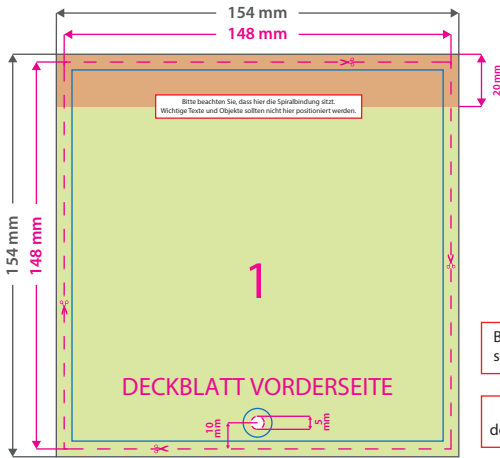 154 mm
148 mm
20 mm
Bitte beachten Sie, dass hier die Spiralbindung sitzt.
Wichtige Texte und Objekte sollten nicht hier positioniert werden.
154 mm
148 mm
1
B
s
DECKBLATT VORDERSEITE
10 mm
5 mm
de